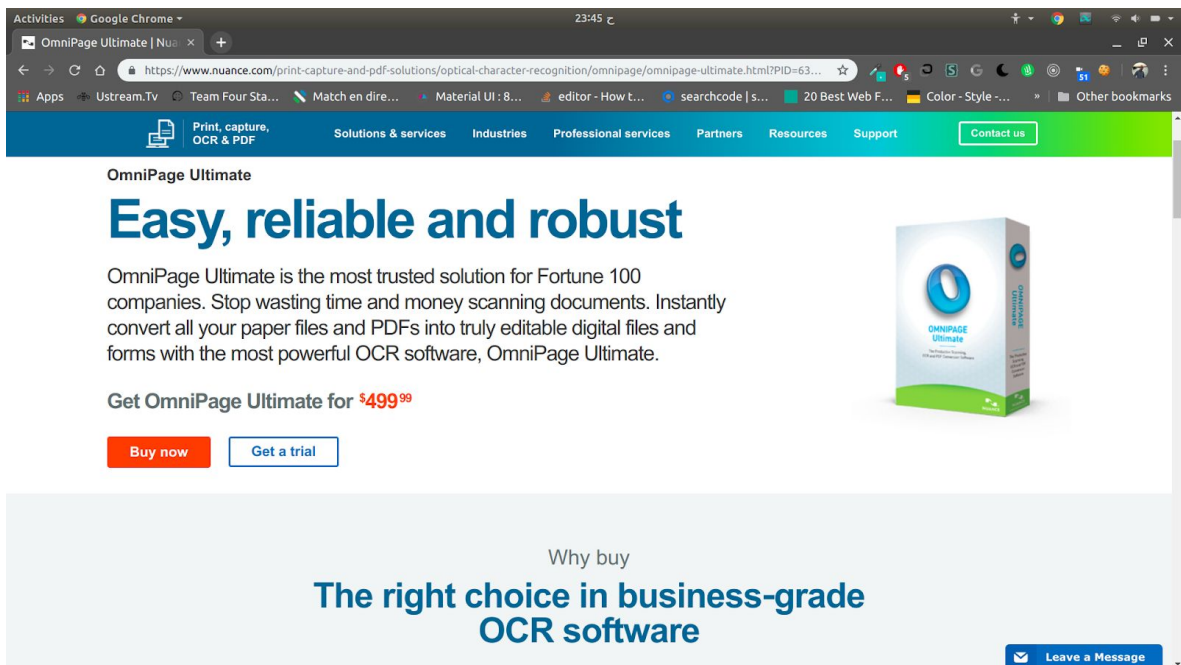 Activities Google Chrome
23:45 ح
OmniPage Ultimate | Nua
https://www.nuance.com/print-capture-and-pdf-solutions/optical-character-recognition/omnipage/omnipage-ultimate.html?PID=63...
51
Apps Ustream.Tv Team Four Sta... Match en dire... Material UI : 8... editor - How t... searchcode | s... 20 Best Web F... Color - Style -... » Other bookmarks
Print, capture,
OCR & PDF
Solutions & services Industries Professional services Partners Resources Support Contact us
OmniPage Ultimate
Easy, reliable and robust
OmniPage Ultimate is the most trusted solution for Fortune 100
companies. Stop wasting time and money scanning documents. Instantly
convert all your paper files and PDFs into truly editable digital files and
forms with the most powerful OCR software, OmniPage Ultimate.
Get OmniPage Ultimate for $499 99
Buy now Get a trial
OMNIPAGE
Ultimate
OMNIPAGE
Ultimate
NUANCE
Why buy
The right choice in business-grade
OCR software
Leave a Message